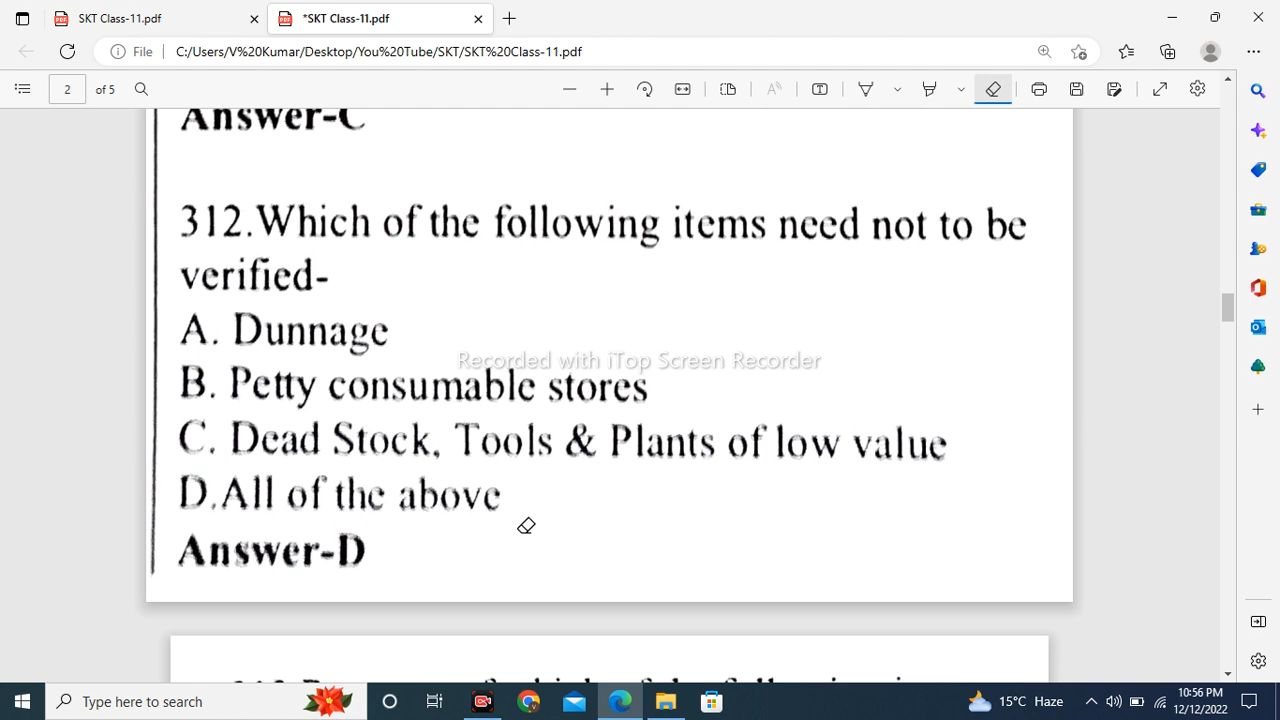 SKT Class-11.pdf
*SKT Class-11.pdf
File
C:/Users/V%20Kumar/Desktop/You%20Tube/SKT/SKT%20Class-11.pdf
2 of 5
Answer-C
312.Which of the following items need not to be
verified-
A. Dunnage
Recorded with iTop Screen Recorder
B. Petty consumable stores
C. Dead Stock, Tools & Plants of low value
D.All of the above
Answer-D
Type here to search
15°C Haze
10:56 PM
12/12/2022